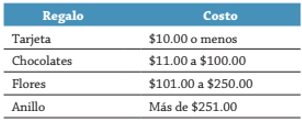 Regalo Costo
Tarjeta $10.00 o menos
Chocolates $11.00 a $100.00
Flores $101.00 a $250.00
Anillo Más de $251.00